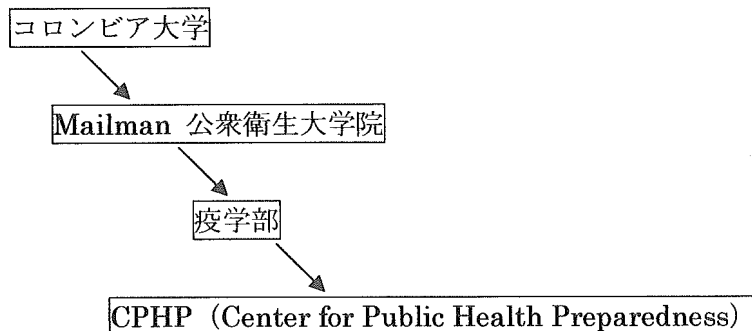 コロンビア大学
Mailman 公衆衛生大学院
疫学部
CPHP (Center for Public Health Preparedness)